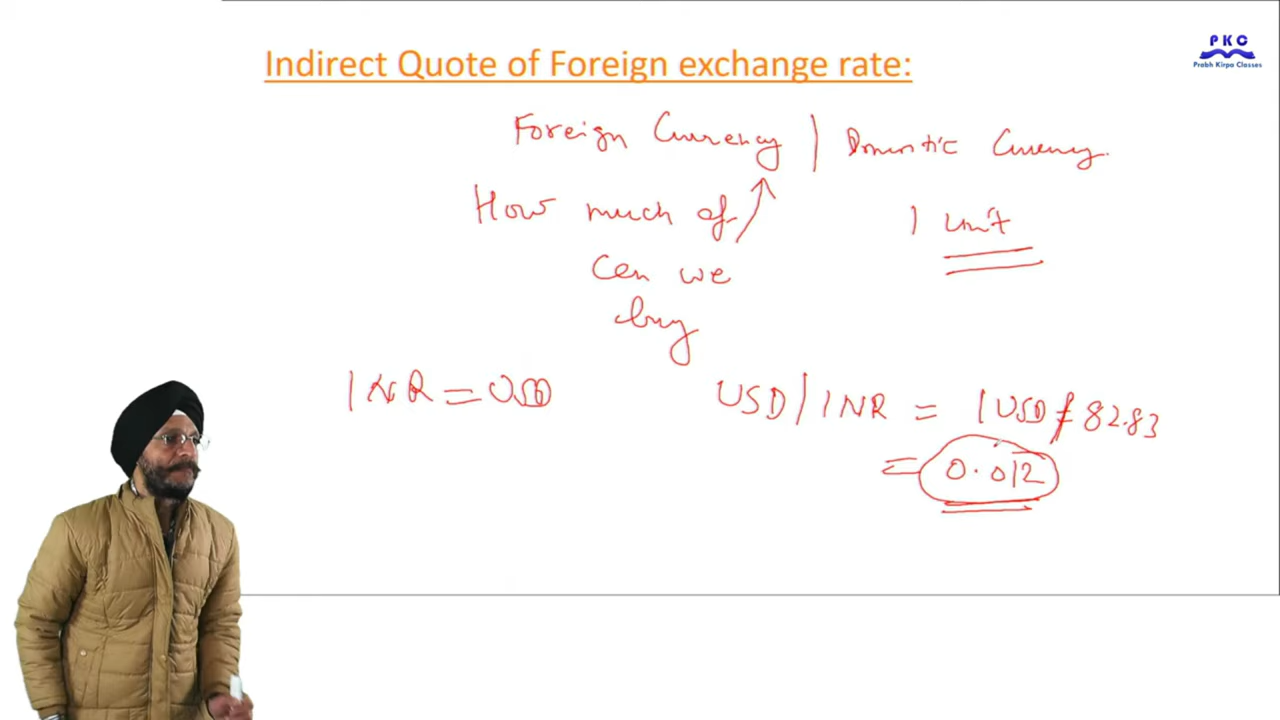 PKC
Prabh Kirpa Classes
Indirect Quote of Foreign exchange rate:
Foreign Currency | Domestic Currency.
How much of
1 unit
can we
buy
INR = USD
USD/INR = 1 USD / 82.83
= 0.012